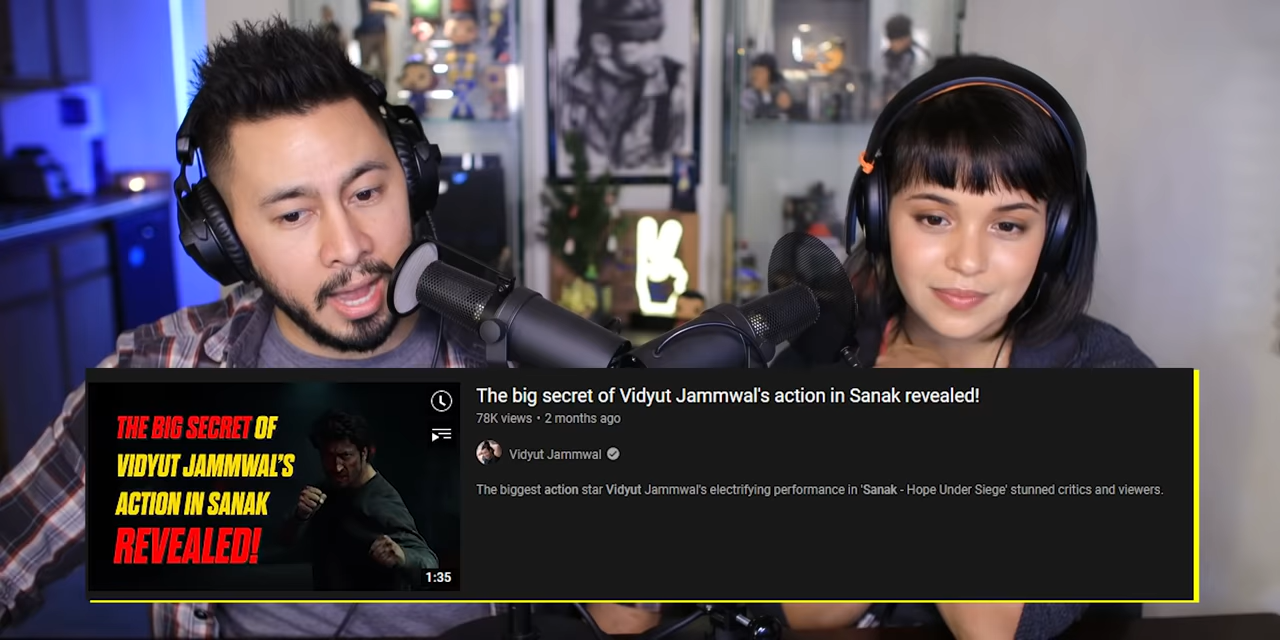 THE BIG SECRET OF
VIDYUT JAMMWAL'S
ACTION IN SANAK
REVEALED!
1:35
The big secret of Vidyut Jammwal's action in Sanak revealed!
78K views • 2 months ago
Vidyut Jammwal
The biggest action star Vidyut Jammwal's electrifying performance in 'Sanak - Hope Under Siege' stunned critics and viewers.